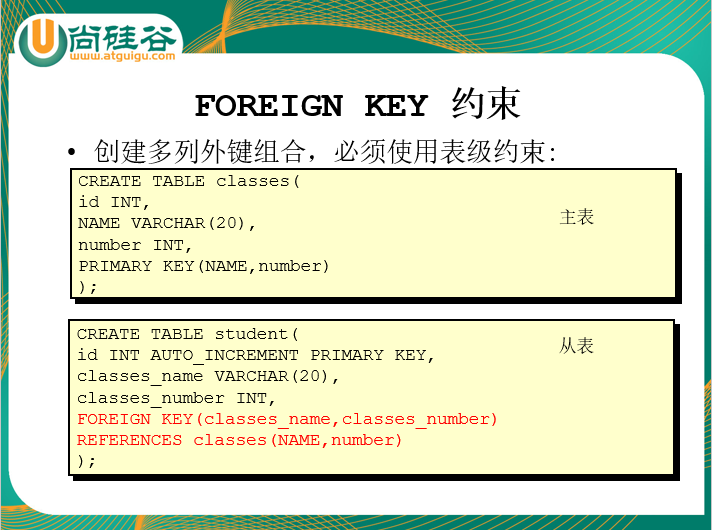 尚硅谷
www.atguigu.com
FOREIGN KEY 约束
• 创建多列外键组合，必须使用表级约束:
CREATE TABLE classes(
id INT,
NAME VARCHAR(20),
number INT,
PRIMARY KEY(NAME,number)
);
主表
CREATE TABLE student(
id INT AUTO_INCREMENT PRIMARY KEY,
classes_name VARCHAR(20),
classes_number INT,
FOREIGN KEY(classes_name,classes_number)
REFERENCES classes(NAME,number)
);
从表